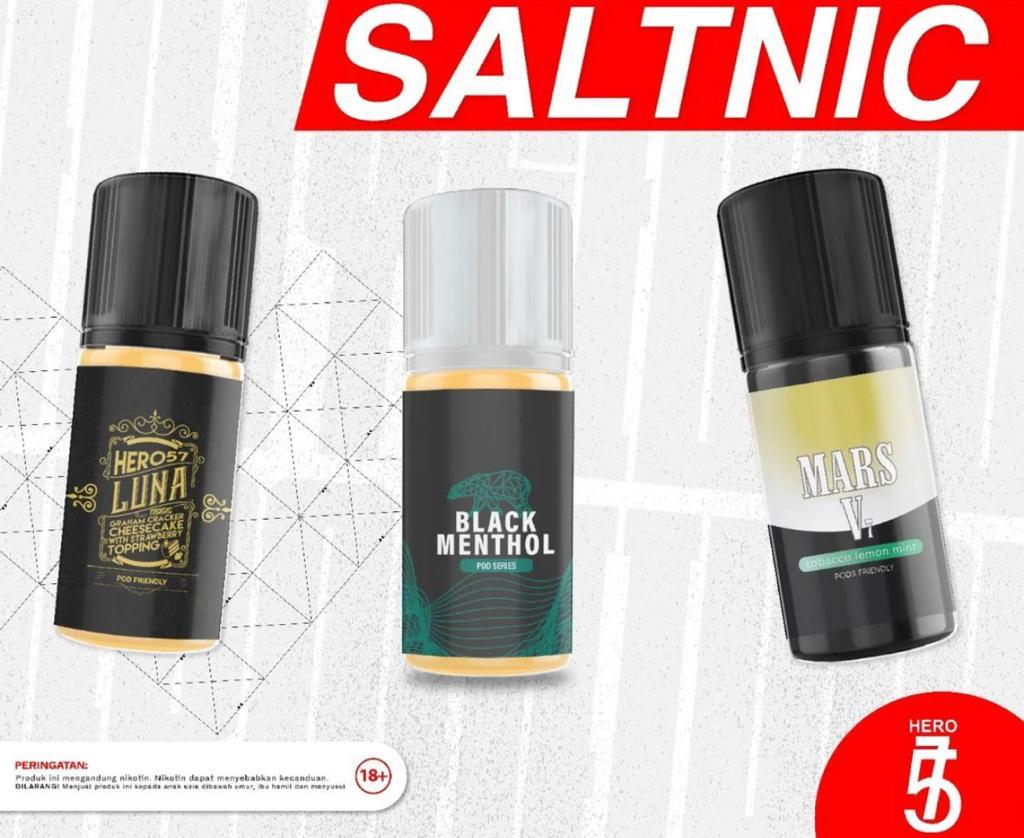 SALTNIC
HERO57
LUNA
MAGIC
GRAHAM CRACKER
CHEESECAKE
WITH STRAWBERRY
TOPPING
POD FRIENDLY
BLACK
MENTHOL
POD SERIES
MARS
V7
tobacco lemon mint
PODS FRIENDLY
PERINGATAN:
Produk ini mengandung nikotin. Nikotin dapat menyebabkan kecanduan.
DILARANG! Menjual produk ini kepada anak usia dibawah umur, ibu hamil dan menyusui
18+
HERO
57